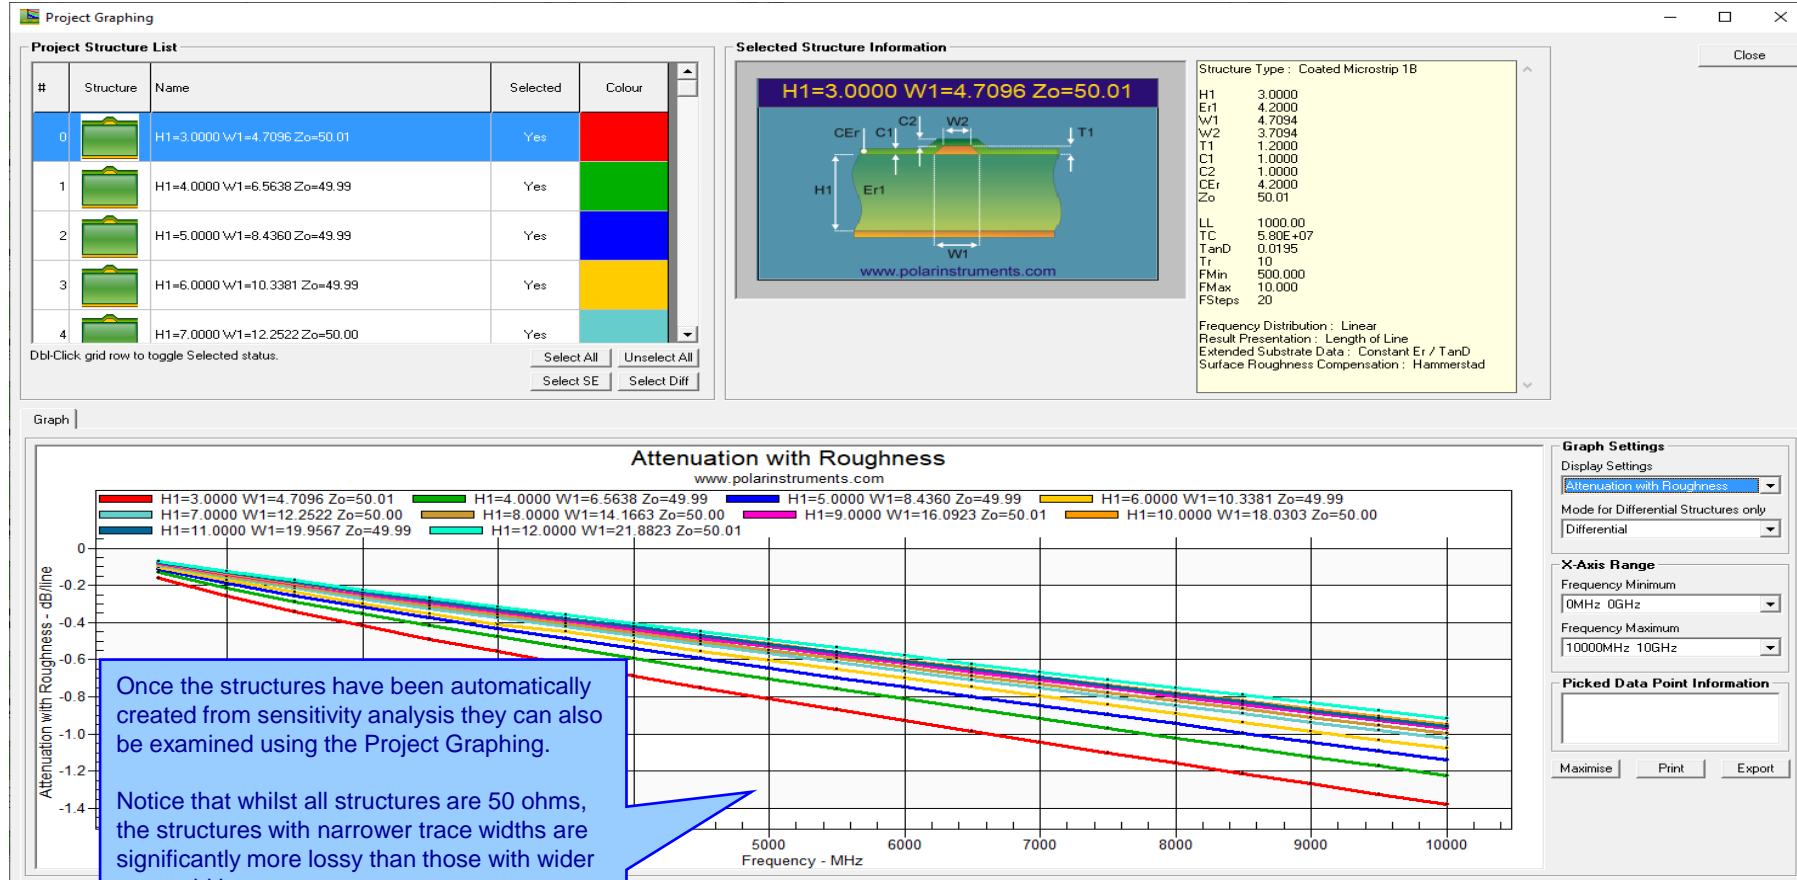 Project Graphing
Project Structure List
# Structure Name Selected Colour
0 H1=3.0000 W1=4.7096 Zo=50.01 Yes
1 H1=4.0000 W1=6.5638 Zo=49.99 Yes
2 H1=5.0000 W1=8.4360 Zo=49.99 Yes
3 H1=6.0000 W1=10.3381 Zo=49.99 Yes
4 H1=7.0000 W1=12.2522 Zo=50.00 Yes
Dbl-Click grid row to toggle Selected status.
Select All Unselect All
Select SE Select Diff
Selected Structure Information
H1=3.0000 W1=4.7096 Zo=50.01
CEr C1 C2 W2 T1
H1 Er1
W1
www.polarinstruments.com
Structure Type : Coated Microstrip 1B
H1 3.0000
Er1 4.2000
W1 4.7094
W2 3.7094
T1 1.2000
C1 1.0000
C2 1.0000
CEr 4.2000
Zo 50.01
LL 1000.00
TC 5.80E+07
TanD 0.0195
Tr 10
FMin 500.000
FMax 10.000
FSteps 20
Frequency Distribution : Linear
Result Presentation : Length of Line
Extended Substrate Data : Constant Er / TanD
Surface Roughness Compensation : Hammerstad
Close
Graph
Attenuation with Roughness
www.polarinstruments.com
H1=3.0000 W1=4.7096 Zo=50.01 H1=4.0000 W1=6.5638 Zo=49.99 H1=5.0000 W1=8.4360 Zo=49.99 H1=6.0000 W1=10.3381 Zo=49.99
H1=7.0000 W1=12.2522 Zo=50.00 H1=8.0000 W1=14.1663 Zo=50.00 H1=9.0000 W1=16.0923 Zo=50.01 H1=10.0000 W1=18.0303 Zo=50.00
H1=11.0000 W1=19.9567 Zo=49.99 H1=12.0000 W1=21.8823 Zo=50.01
Attenuation with Roughness - dB/line
0
-0.2
-0.4
-0.6
-0.8
-1.0
-1.2
-1.4
5000 6000 7000 8000 9000 10000
Frequency - MHz
Once the structures have been automatically
created from sensitivity analysis they can also
be examined using the Project Graphing.
Notice that whilst all structures are 50 ohms,
the structures with narrower trace widths are
significantly more lossy than those with wider
Graph Settings
Display Settings
Attenuation with Roughness
Mode for Differential Structures only
Differential
X-Axis Range
Frequency Minimum
0MHz 0GHz
Frequency Maximum
10000MHz 10GHz
Picked Data Point Information
Maximise Print Export